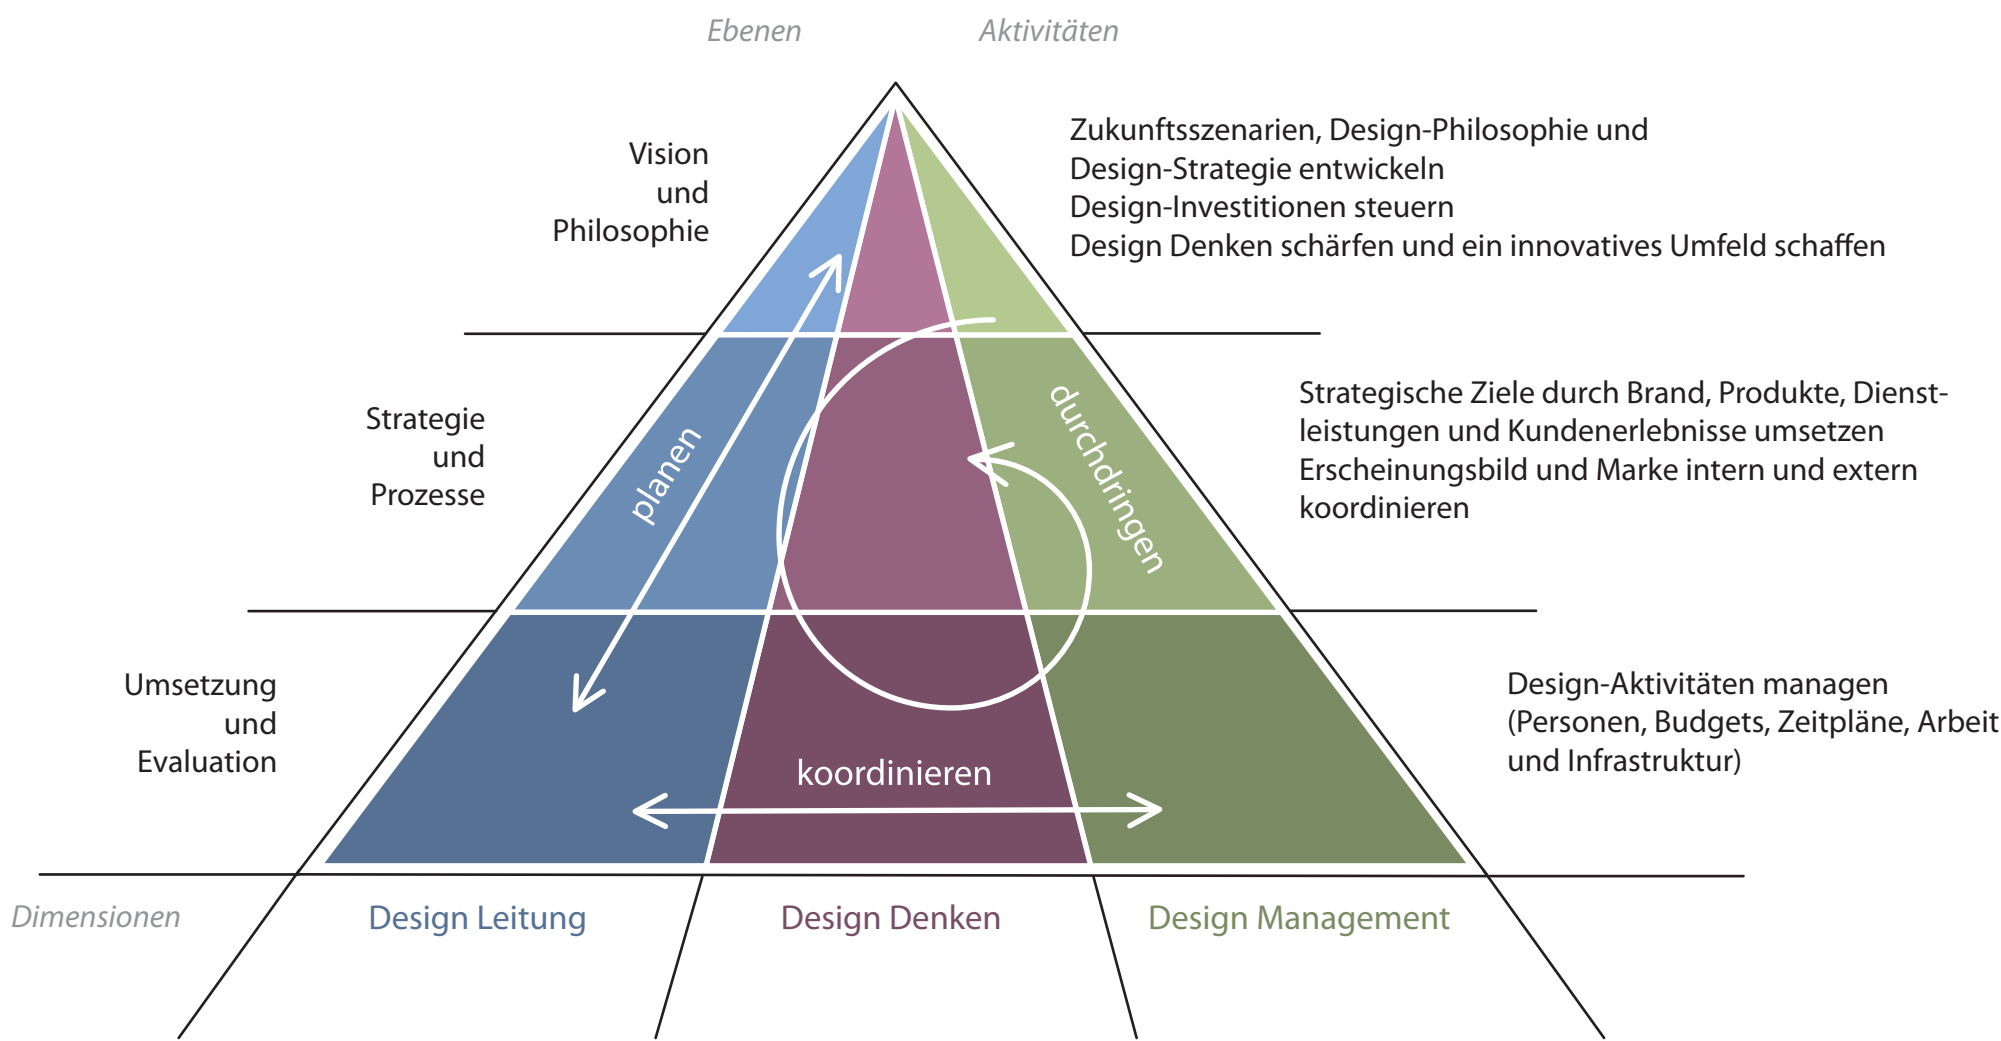 Ebenen
Aktivitäten
Vision
und
Philosophie
Zukunftsszenarien, Design-Philosophie und
Design-Strategie entwickeln
Design-Investitionen steuern
Design Denken schärfen und ein innovatives Umfeld schaffen
Strategie
und
Prozesse
planen
durchdringen
Strategische Ziele durch Brand, Produkte, Dienst-
leistungen und Kundenerlebnisse umsetzen
Erscheinungsbild und Marke intern und extern
koordinieren
Umsetzung
und
Evaluation
koordinieren
Design-Aktivitäten managen
(Personen, Budgets, Zeitpläne, Arbeit
und Infrastruktur)
Dimensionen
Design Leitung
Design Denken
Design Management